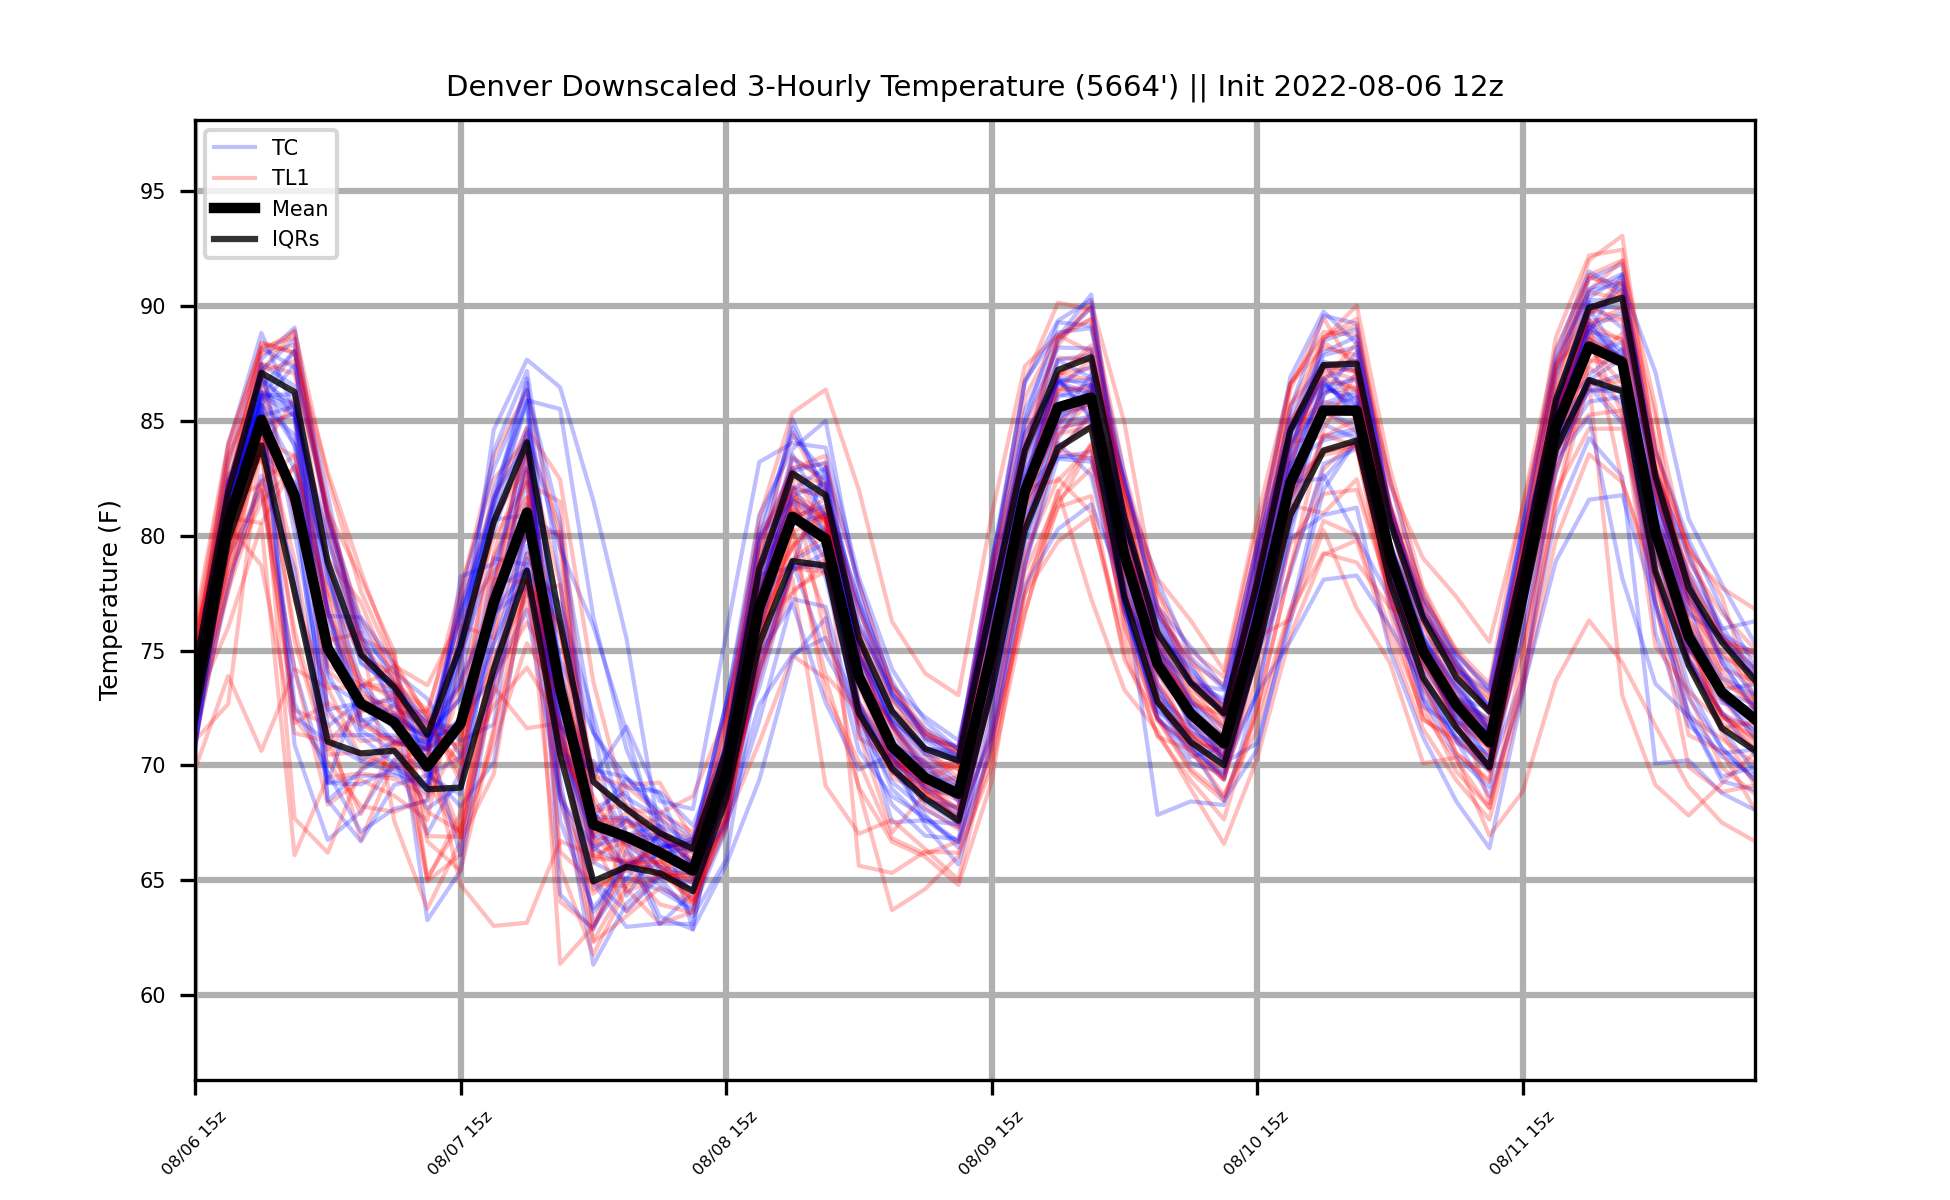 Denver Downscaled 3-Hourly Temperature (5664') || Init 2022-08-06 12z
TC
TL1
Mean
IQRs
Temperature (F)
95
90
85
80
75
70
65
60
08/06 15z
08/07 15z
08/08 15z
08/09 15z
08/10 15z
08/11 15z